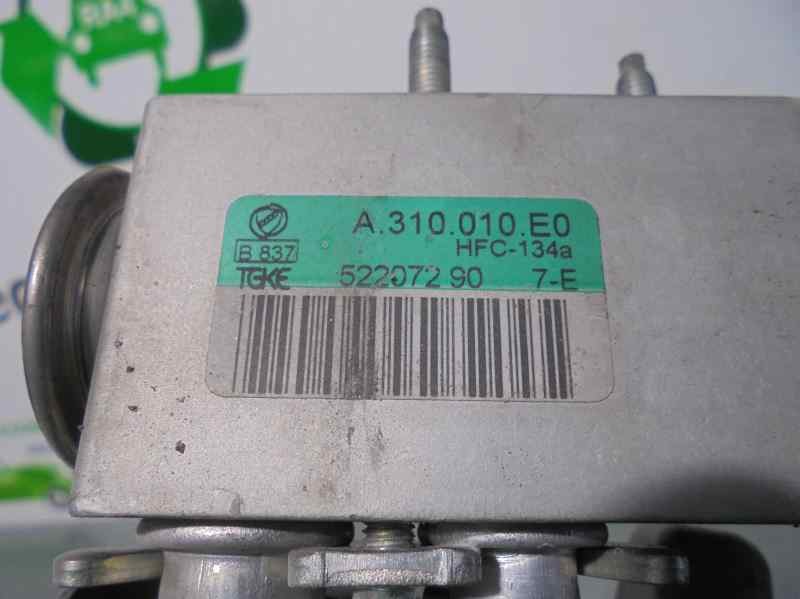 A.310.010.E0
HFC-134a
B 837
TGKE 52207290 7-E